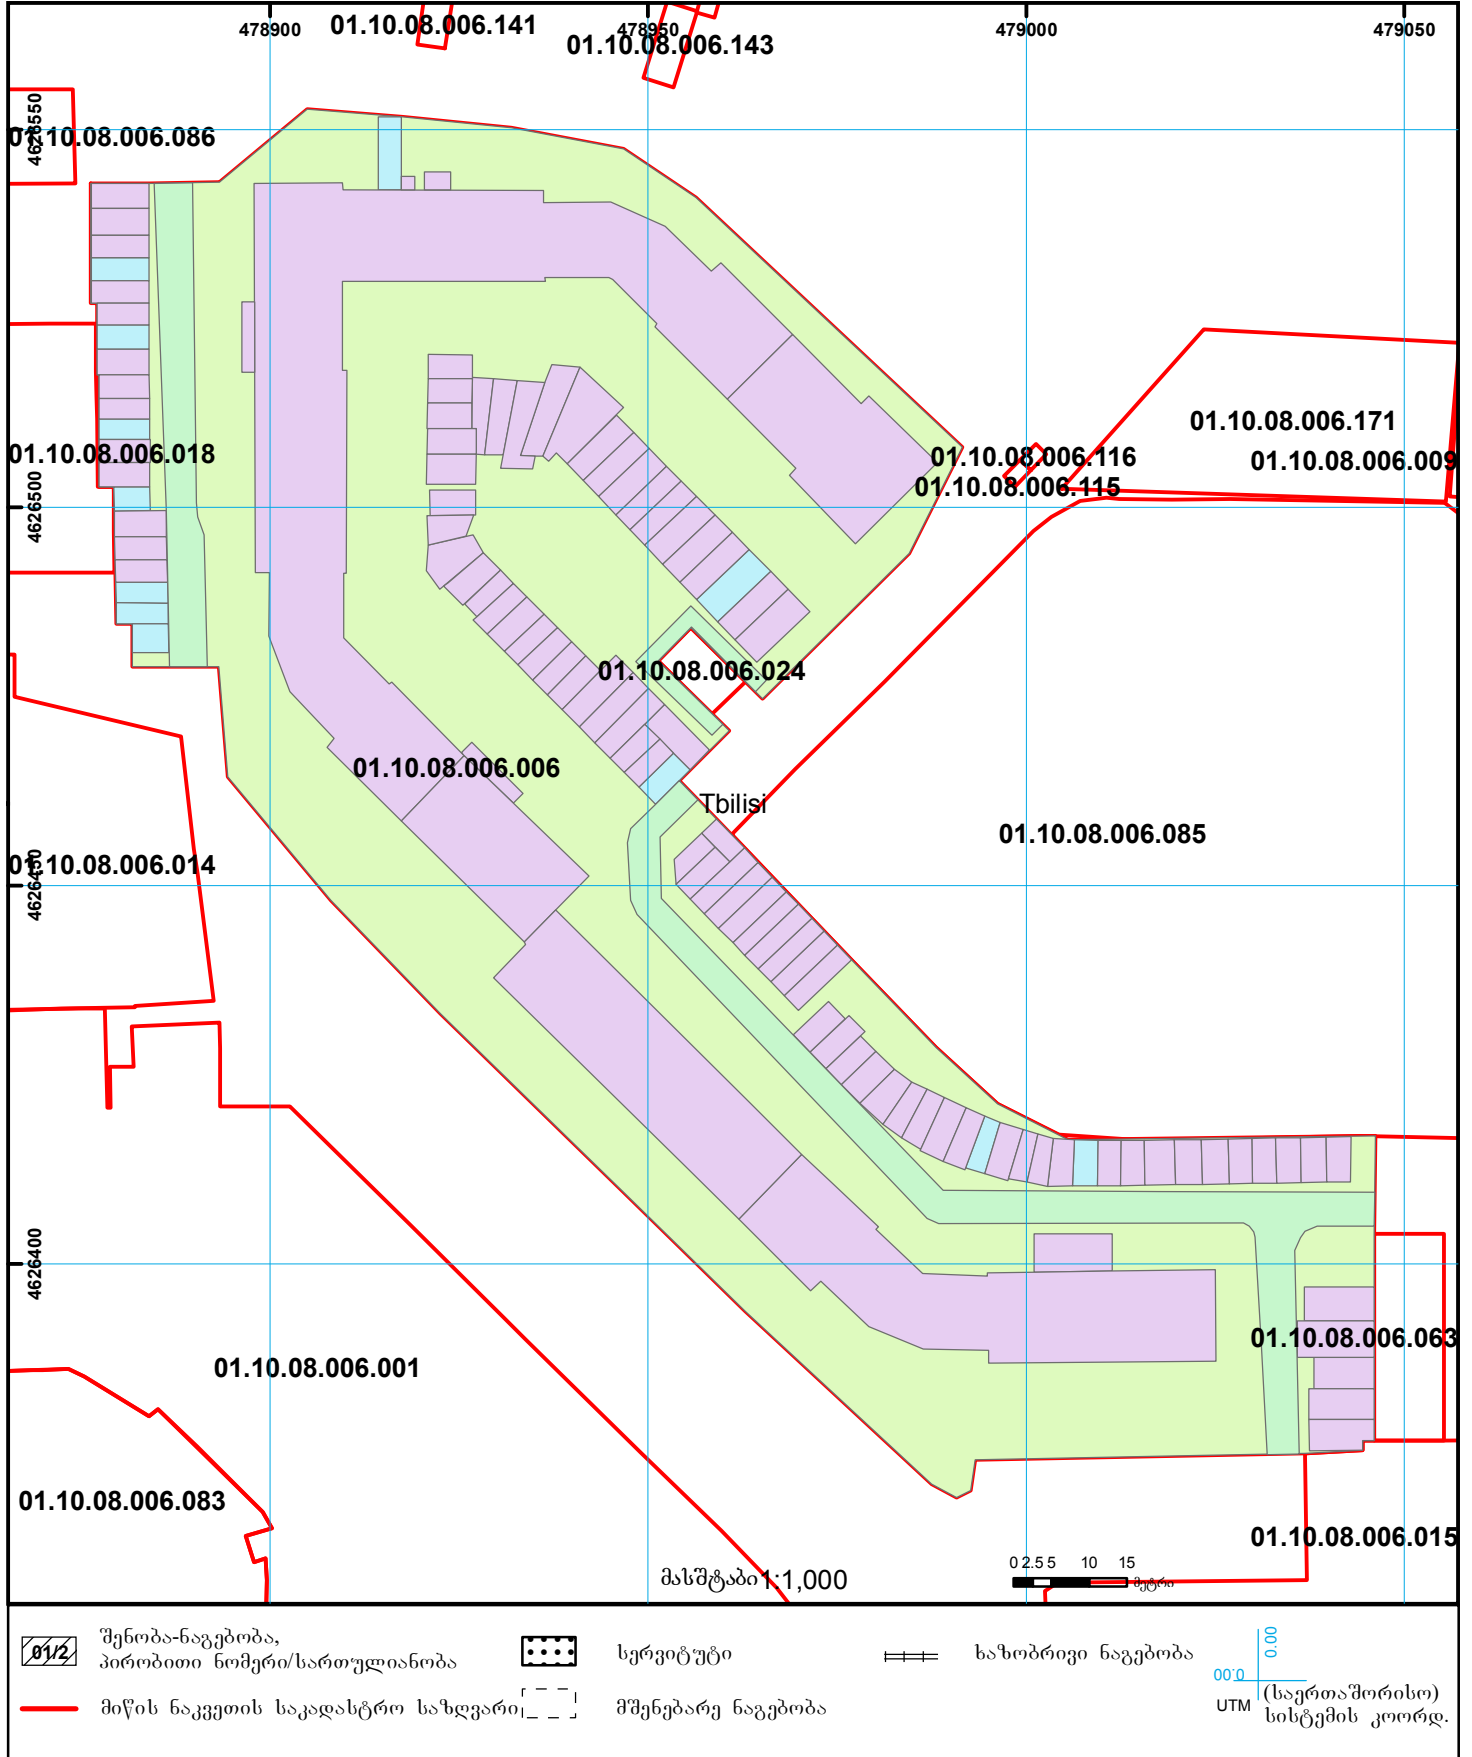 01.10.08.006.141
478900
478950
479000
479050
01.10.08.006.143
4626550
01.10.08.006.086
01.10.08.006.171
01.10.08.006.018
01.10.08.006.116
01.10.08.006.009
01.10.08.006.115
4626500
01.10.08.006.024
01.10.08.006.006
Tbilisi
01.10.08.006.085
01.10.08.006.014
4626450
4626400
01.10.08.006.063
01.10.08.006.001
01.10.08.006.083
01.10.08.006.015
მასშტაბი 1:1,000
0 2.5 5 10 15
მეტრი
01/2
შენობა-ნაგებობა,
პირობითი ნომერი/სართულიანობა
სერვიტუტი
ხაზობრივი ნაგებობა
00.0
00.0
UTM
(საერთაშორისო)
სისტემის კოორდ.
მიწის ნაკვეთის საკადასტრო საზღვარი
მშენებარე ნაგებობა